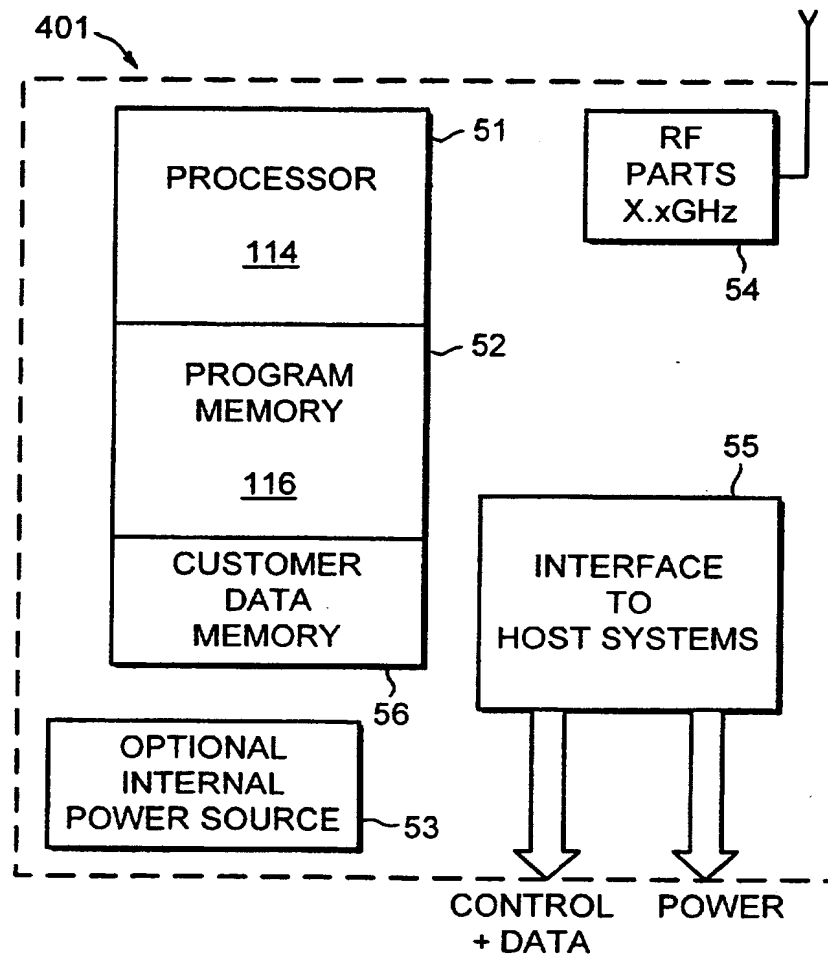 401
PROCESSOR
114
51
RF
PARTS
X.xGHz
54
52
PROGRAM
MEMORY
116
CUSTOMER
DATA
MEMORY
56
55
INTERFACE
TO
HOST SYSTEMS
OPTIONAL
INTERNAL
POWER SOURCE
53
CONTROL
+ DATA
POWER